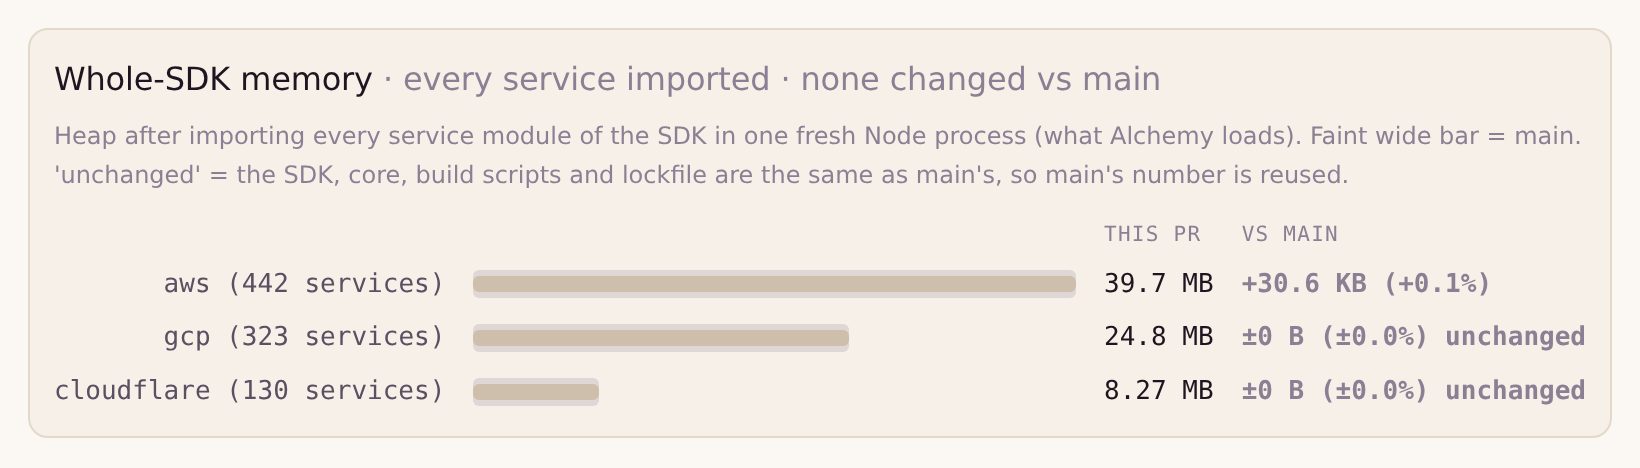 Whole-SDK memory · every service imported · none changed vs main
Heap after importing every service module of the SDK in one fresh Node process (what Alchemy loads). Faint wide bar = main.
'unchanged' = the SDK, core, build scripts and lockfile are the same as main's, so main's number is reused.
THIS PR VS MAIN
aws (442 services) 39.7 MB +30.6 KB (+0.1%)
gcp (323 services) 24.8 MB ±0 B (±0.0%) unchanged
cloudflare (130 services) 8.27 MB ±0 B (±0.0%) unchanged